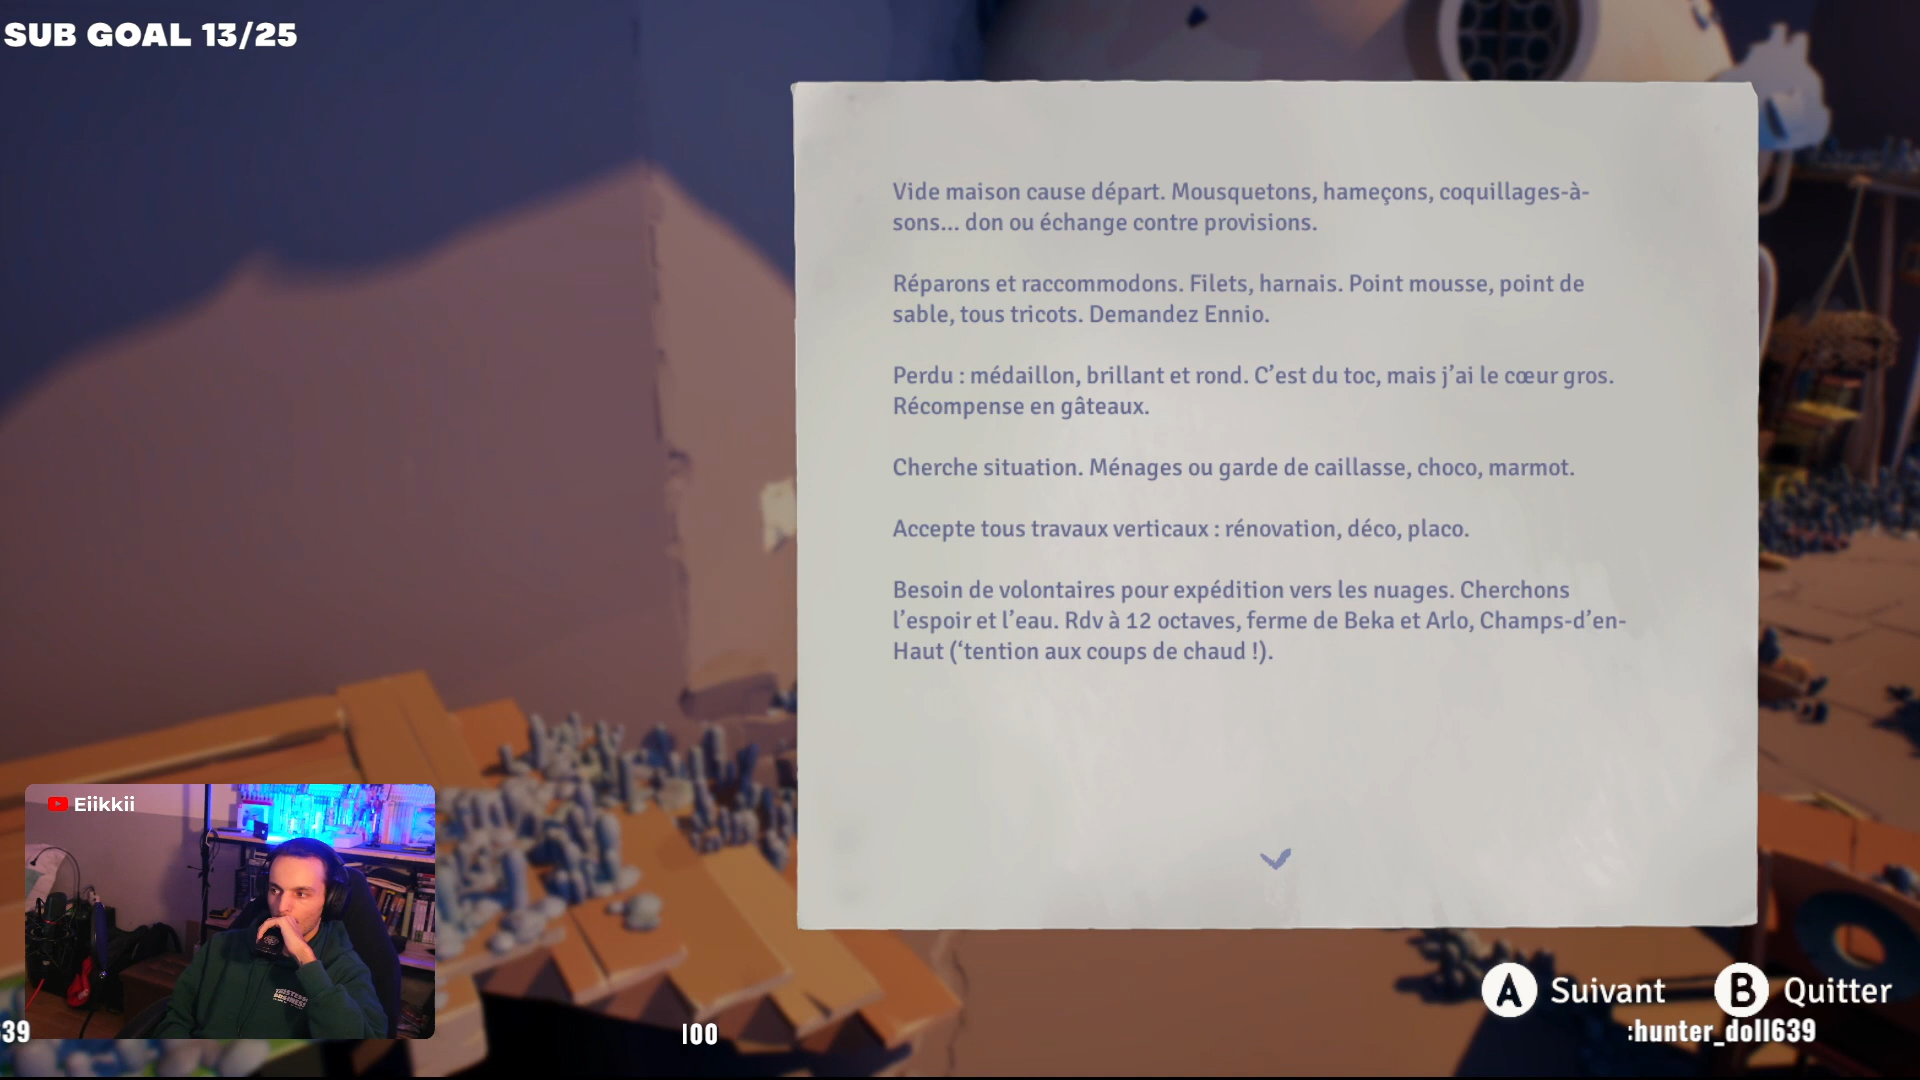 SUB GOAL 13/25
Vide maison cause départ. Mousquetons, hameçons, coquillages-à-
sons... don ou échange contre provisions.
Réparons et raccommodons. Filets, harnais. Point mousse, point de
sable, tous tricots. Demandez Ennio.
Perdu : médaillon, brillant et rond. C’est du toc, mais j’ai le cœur gros.
Récompense en gâteaux.
Cherche situation. Ménages ou garde de caillasse, choco, marmot.
Accepte tous travaux verticaux : rénovation, déco, placo.
Besoin de volontaires pour expédition vers les nuages. Cherchons
l’espoir et l’eau. Rdv à 12 octaves, ferme de Beka et Arlo, Champs-d’en-
Haut (‘tention aux coups de chaud !).
Eiikkii
A Suivant B Quitter
39
100
:hunter_doll639